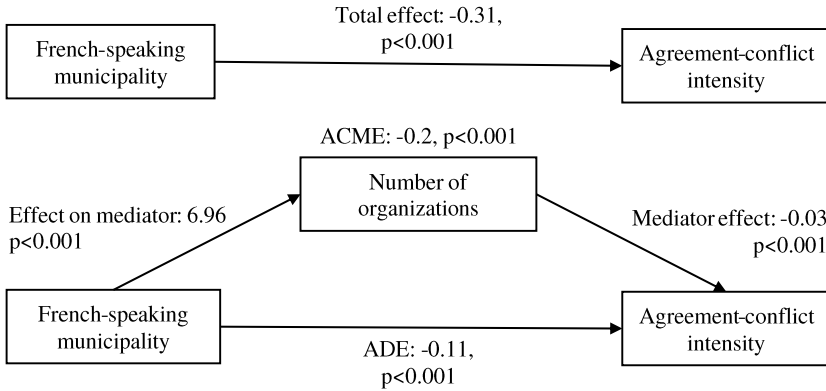 Total effect: -0.31,
p<0.001
French-speaking
municipality
Agreement-conflict
intensity
ACME: -0.2, p<0.001
Number of
organizations
Effect on mediator: 6.96
p<0.001
Mediator effect: -0.03
p<0.001
French-speaking
municipality
Agreement-conflict
intensity
ADE: -0.11,
p<0.001